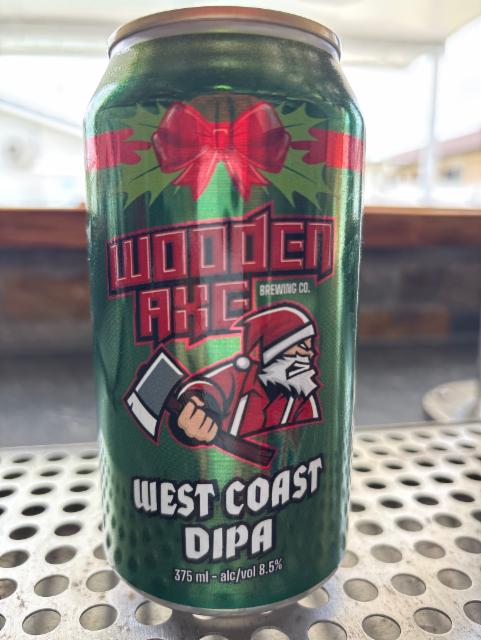 WOODEN
AXE
BREWING CO.
WEST COAST
DIPA
375 ml - alc/vol 8.5%